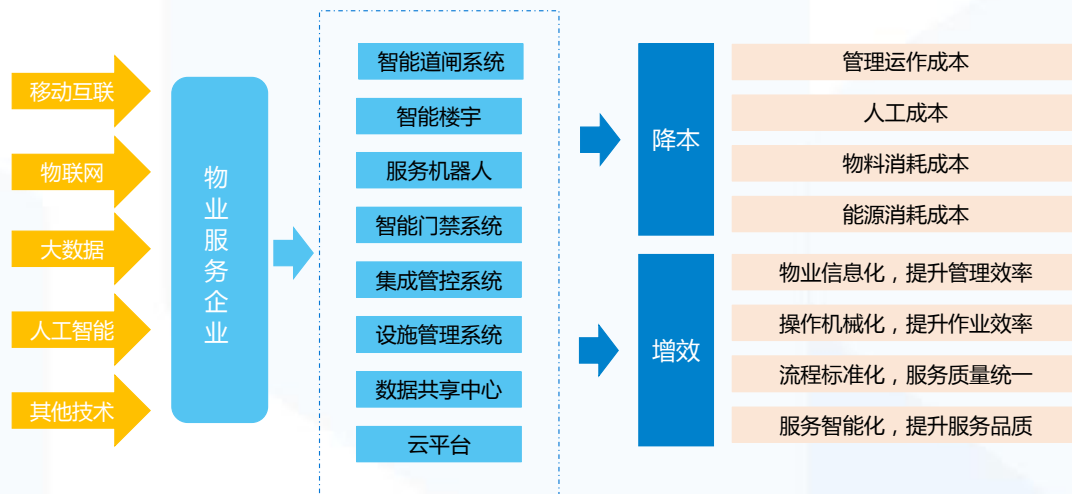 移动互联
物联网
大数据
人工智能
其他技术
物业服务企业
智能道闸系统
智能楼宇
服务机器人
智能门禁系统
集成管控系统
设施管理系统
数据共享中心
云平台
降本
管理运作成本
人工成本
物料消耗成本
能源消耗成本
增效
物业信息化，提升管理效率
操作机械化，提升作业效率
流程标准化，服务质量统一
服务智能化，提升服务品质